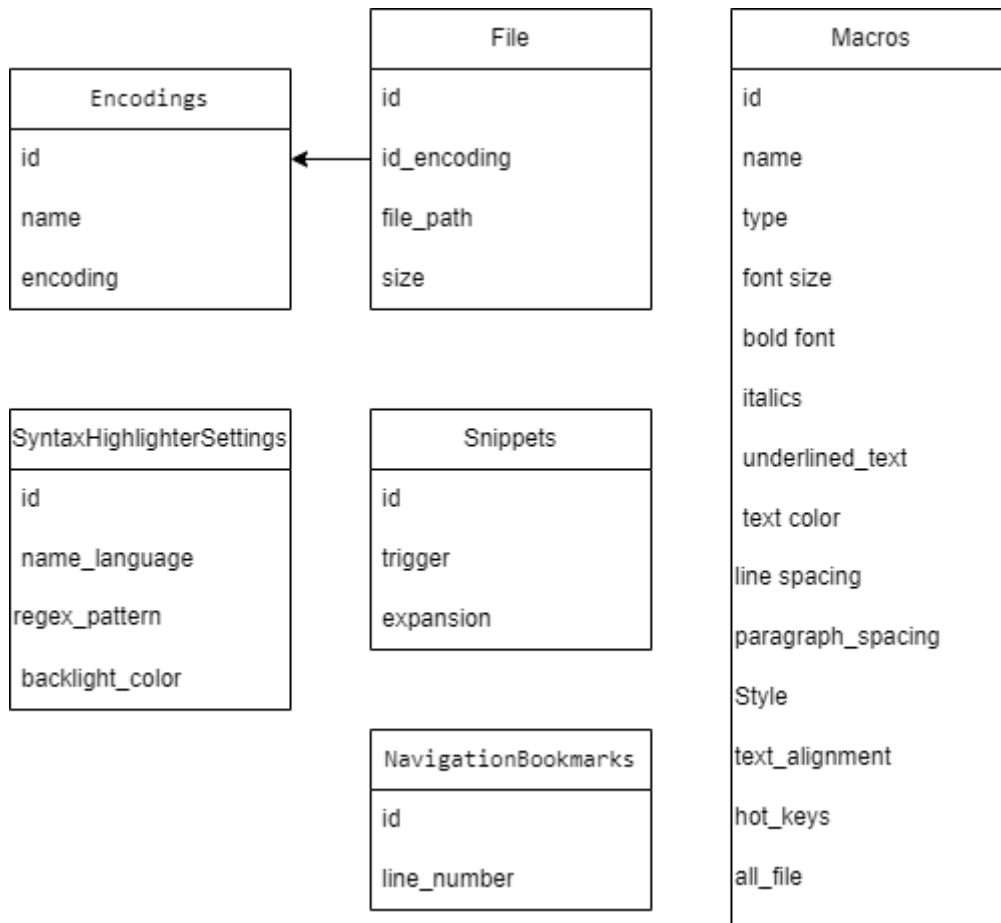 File
id
id_encoding
file_path
size
Encodings
id
name
encoding
Macros
id
name
type
font size
bold font
italics
underlined_text
text color
line spacing
paragraph_spacing
Style
text_alignment
hot_keys
all_file
SyntaxHighlighterSettings
id
name_language
regex_pattern
backlight_color
Snippets
id
trigger
expansion
NavigationBookmarks
id
line_number